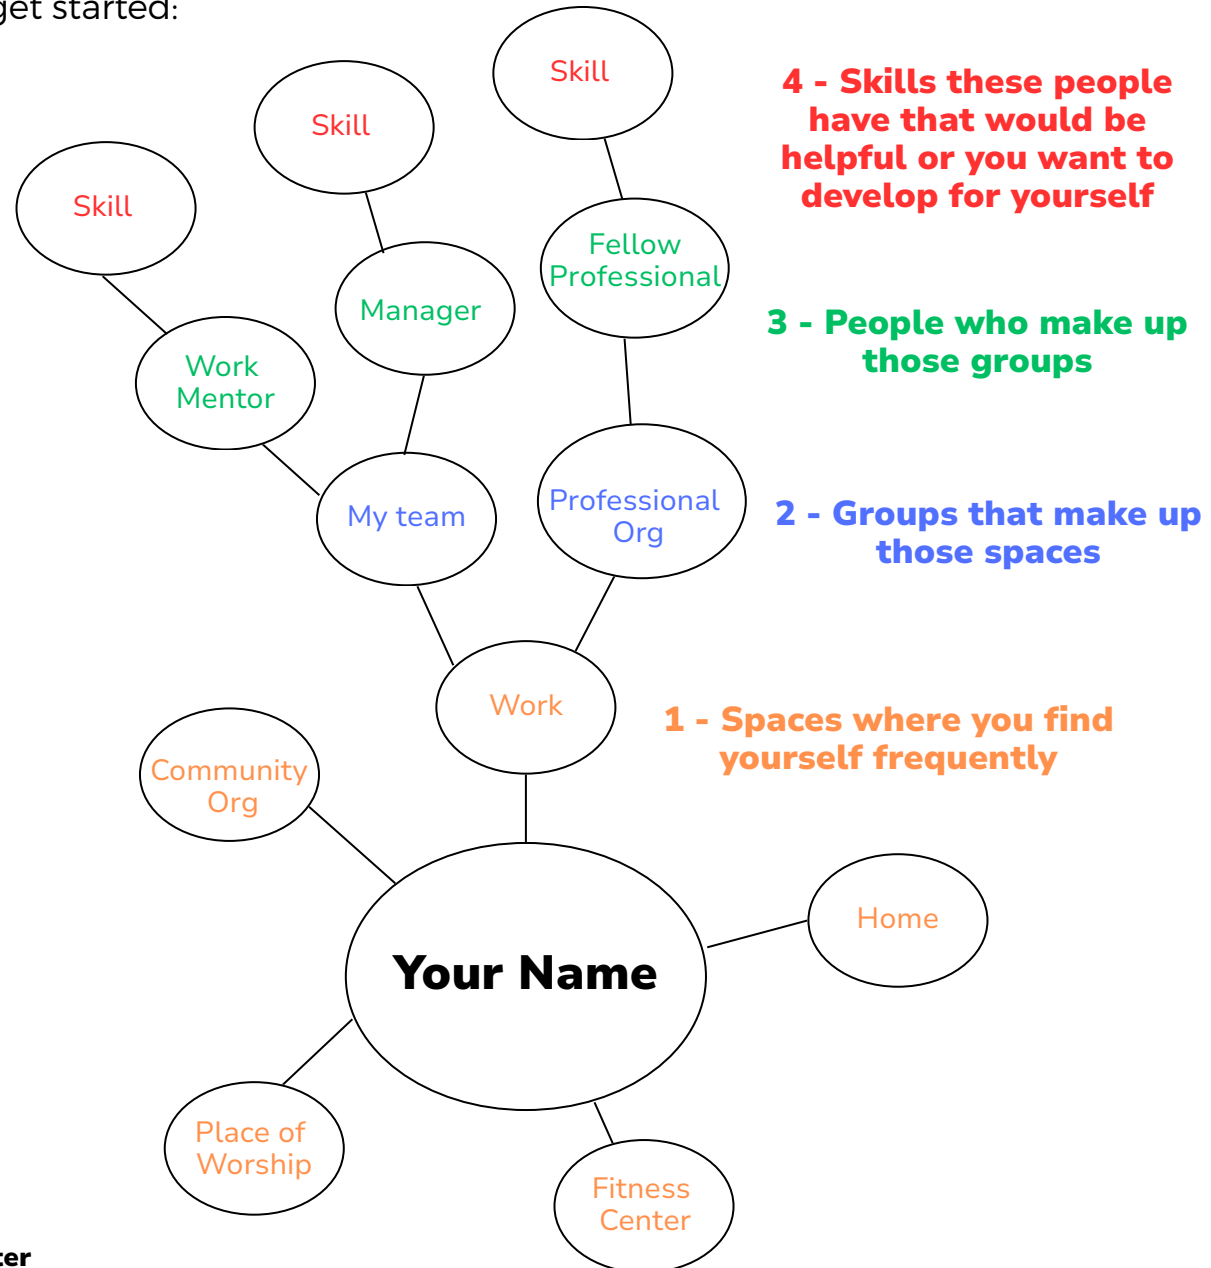 get started:
Skill
4 - Skills these people
have that would be
helpful or you want to
develop for yourself
Skill
Skill
Fellow
Professional
Manager
3 - People who make up
those groups
Work
Mentor
Professional
Org
My team
2 - Groups that make up
those spaces
Work
1 - Spaces where you find
yourself frequently
Community
Org
Home
Your Name
Place of
Worship
Fitness
Center